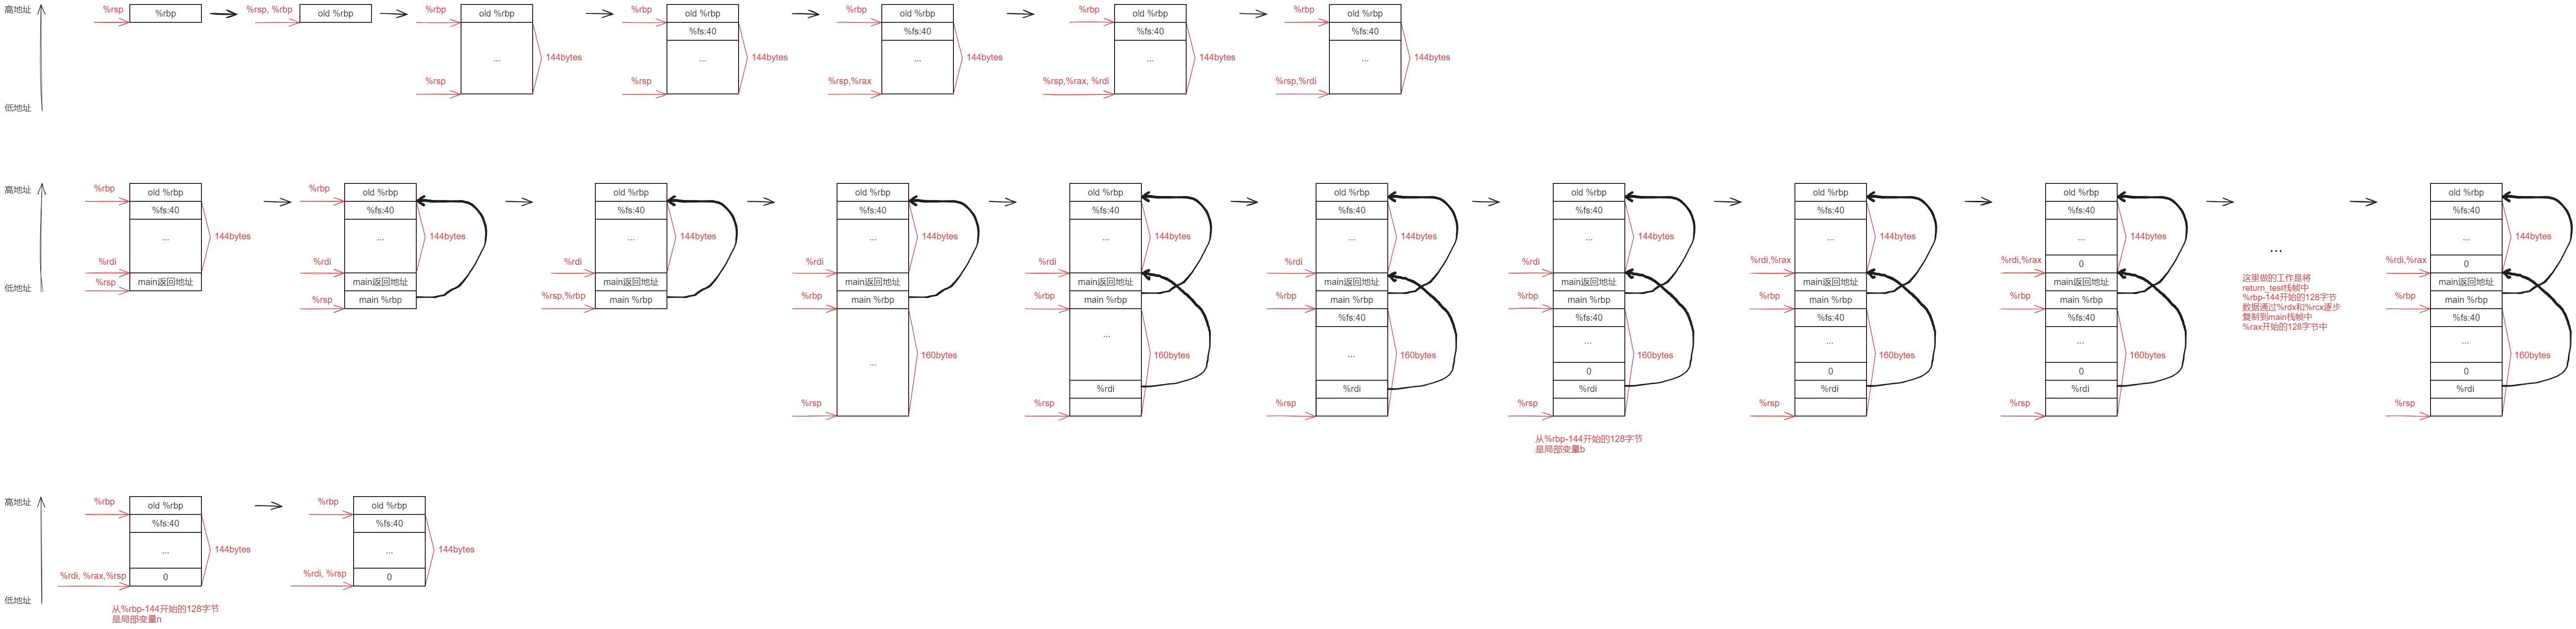 高地址
低地址
%rsp
%rbp
%rsp, %rbp
old %rbp
%rbp
old %rbp
...
144bytes
%rsp
%rbp
old %rbp
%fs:40
...
144bytes
%rsp
%rbp
old %rbp
%fs:40
...
144bytes
%rsp,%rax
%rbp
old %rbp
%fs:40
...
144bytes
%rsp,%rax, %rdi
%rbp
old %rbp
%fs:40
...
144bytes
%rsp,%rdi
高地址
低地址
%rbp
old %rbp
%fs:40
...
144bytes
%rdi
%rsp
main返回地址
%rbp
old %rbp
%fs:40
...
144bytes
%rdi
main返回地址
%rsp
main %rbp
old %rbp
%fs:40
...
144bytes
%rdi
main返回地址
%rsp,%rbp
main %rbp
old %rbp
%fs:40
...
144bytes
%rdi
main返回地址
%rbp
main %rbp
...
160bytes
%rsp
old %rbp
%fs:40
...
144bytes
%rdi
main返回地址
%rbp
main %rbp
...
160bytes
%rdi
%rsp
old %rbp
%fs:40
...
144bytes
%rdi
main返回地址
%rbp
main %rbp
%fs:40
...
160bytes
%rdi
%rsp
old %rbp
%fs:40
...
144bytes
%rdi
main返回地址
%rbp
main %rbp
%fs:40
...
160bytes
0
%rdi
%rsp
从%rbp-144开始的128字节
是局部变量b
old %rbp
%fs:40
...
144bytes
%rdi,%rax
main返回地址
%rbp
main %rbp
%fs:40
...
160bytes
0
%rdi
%rsp
old %rbp
%fs:40
...
144bytes
0
%rdi,%rax
main返回地址
%rbp
main %rbp
%fs:40
...
160bytes
0
%rdi
%rsp
...
这里做的工作是将
return_test栈帧中
%rbp-144开始的128字节
数据通过%rdx和%rcx逐步
复制到main栈帧中
%rax开始的128字节中
old %rbp
%fs:40
...
144bytes
0
%rdi,%rax
main返回地址
%rbp
main %rbp
%fs:40
...
160bytes
0
%rdi
%rsp
高地址
低地址
%rbp
old %rbp
%fs:40
...
144bytes
%rdi, %rax,%rsp
0
从%rbp-144开始的128字节
是局部变量n
%rbp
old %rbp
%fs:40
...
144bytes
%rdi, %rsp
0